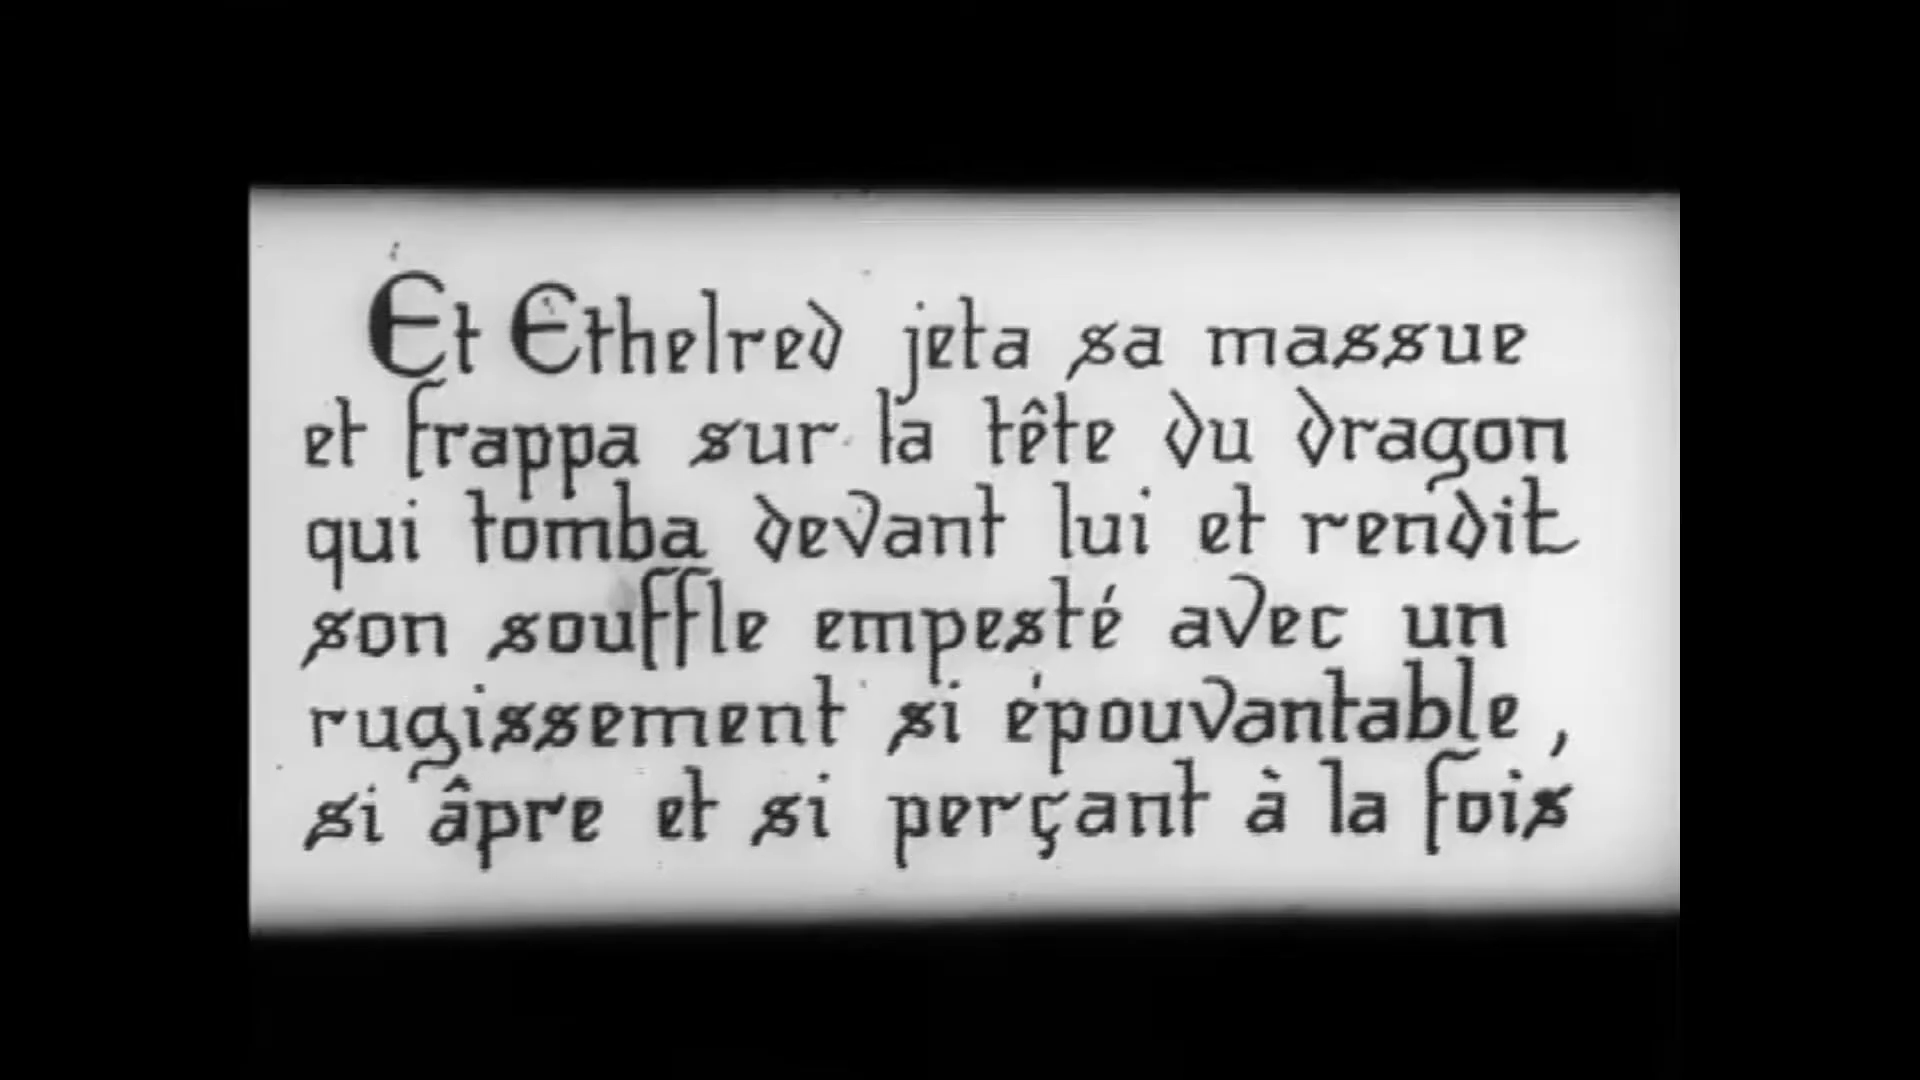 Et Ethelred jeta sa massue
et frappa sur la tête du dragon
qui tomba devant lui et rendit
son souffle empesté avec un
rugissement si épouvantable,
si âpre et si perçant à la fois